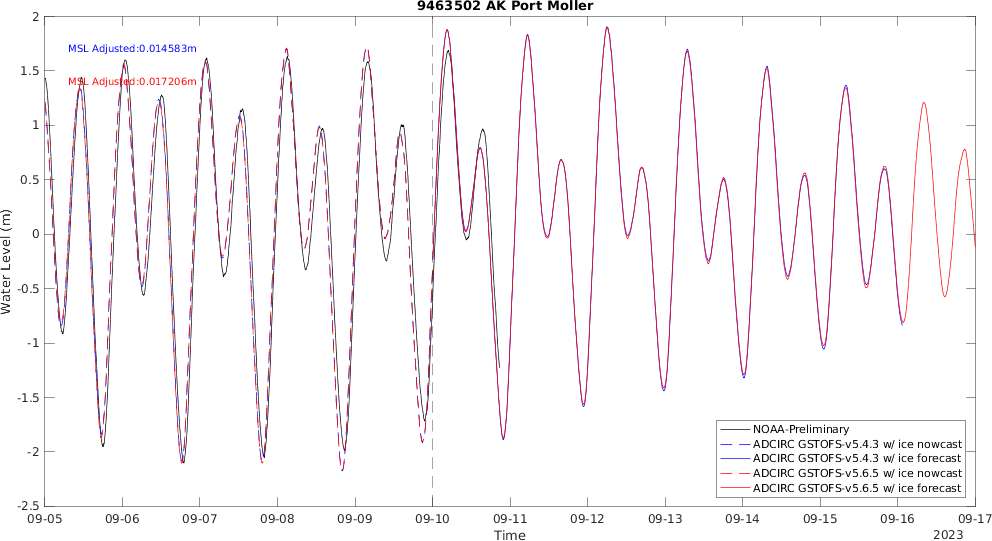 9463502 AK Port Moller
MSL Adjusted:0.014583m
MSL Adjusted:0.017206m
Water Level (m)
2
1.5
1
0.5
0
-0.5
-1
-1.5
-2
-2.5
NOAA-Preliminary
ADCIRC GSTOFS-v5.4.3 w/ ice nowcast
ADCIRC GSTOFS-v5.4.3 w/ ice forecast
ADCIRC GSTOFS-v5.6.5 w/ ice nowcast
ADCIRC GSTOFS-v5.6.5 w/ ice forecast
09-05 09-06 09-07 09-08 09-09 09-10 09-11 09-12 09-13 09-14 09-15 09-16 09-17
Time
2023